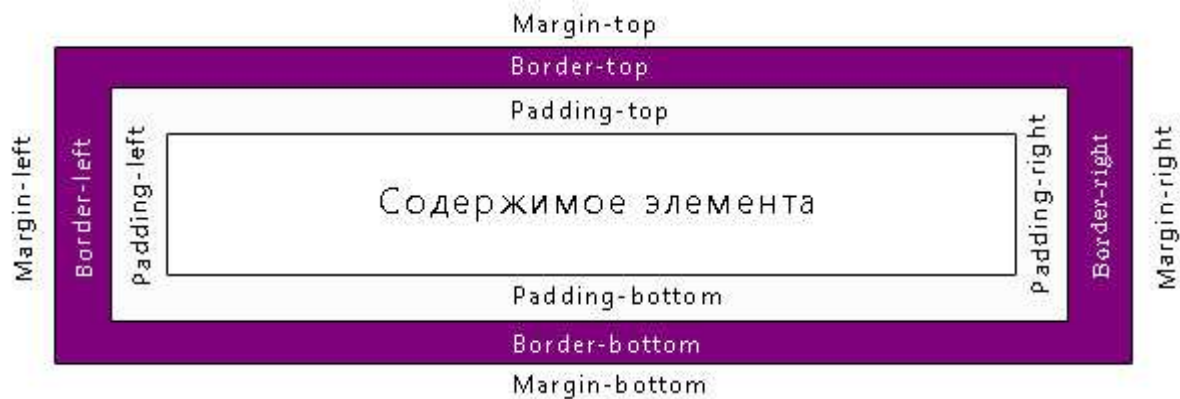 Margin-top
Border-top
Padding-top
Margin-left
Border-left
Padding-left
Содержимое элемента
Padding-right
Border-right
Margin-right
Padding-bottom
Border-bottom
Margin-bottom